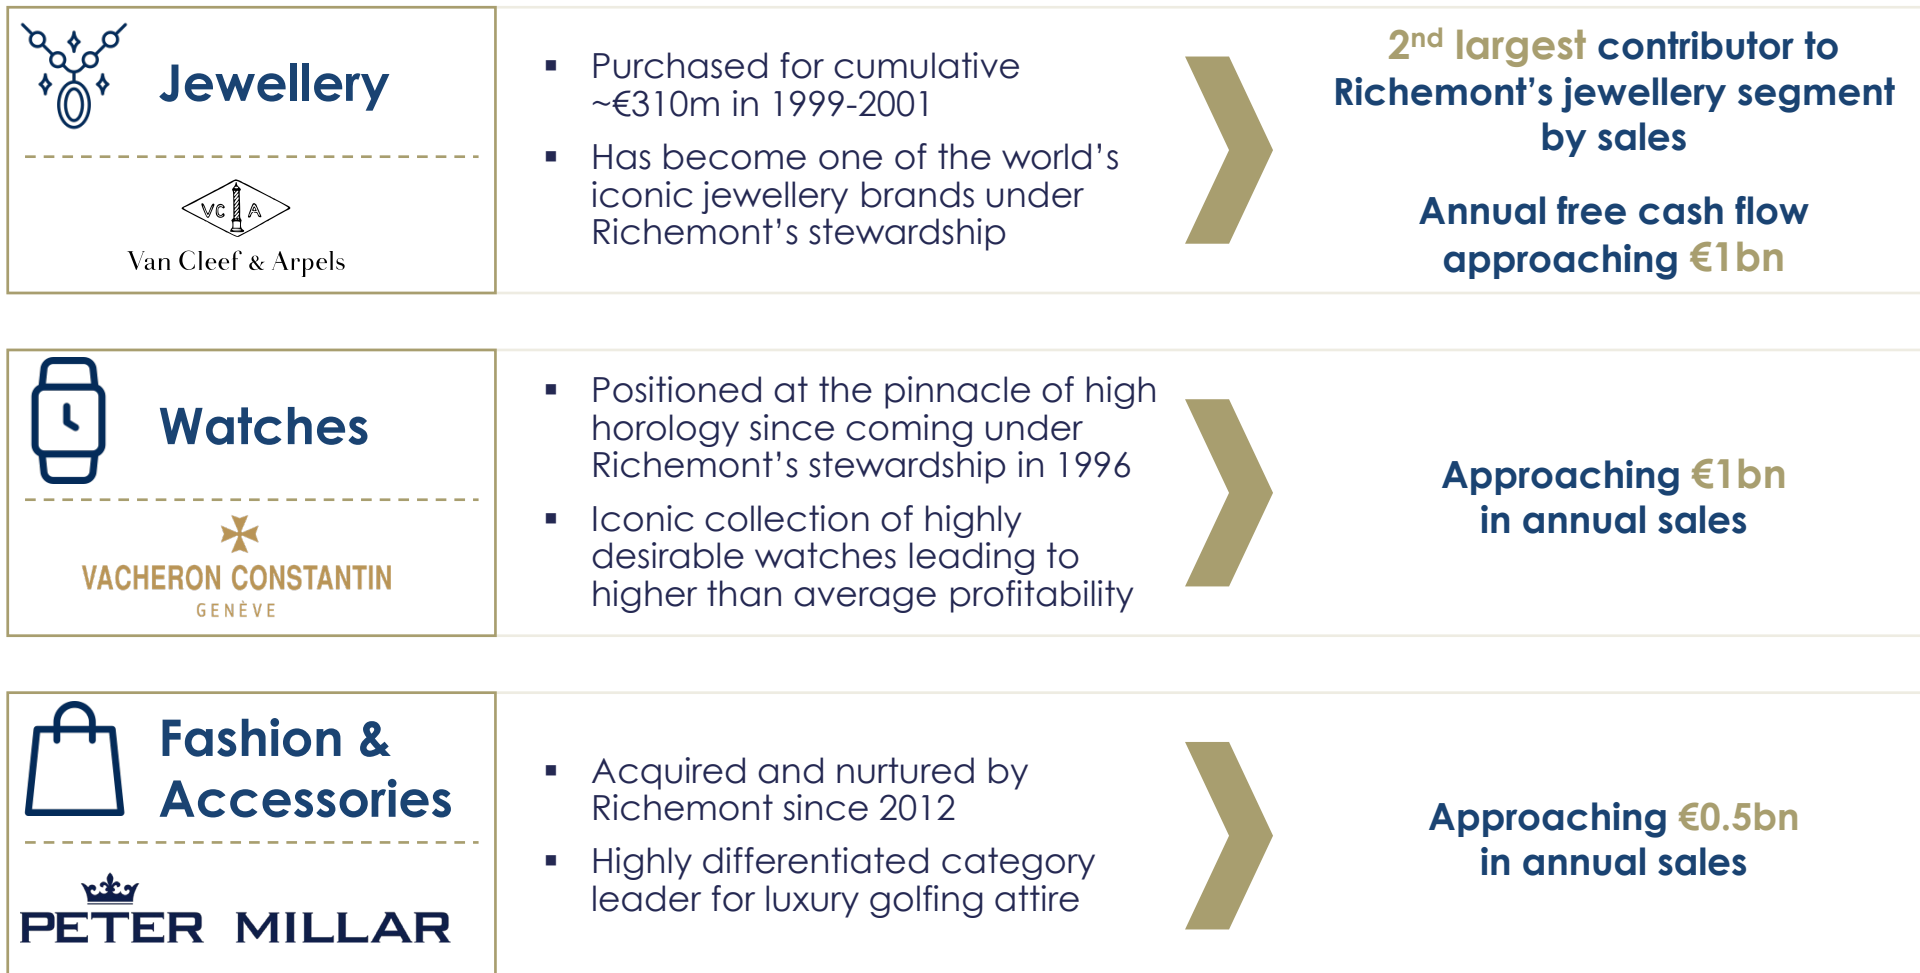 Jewellery
VC A
Van Cleef & Arpels
▪ Purchased for cumulative
~€310m in 1999-2001
▪ Has become one of the world’s
iconic jewellery brands under
Richemont’s stewardship
2nd largest contributor to
Richemont’s jewellery segment
by sales
Annual free cash flow
approaching €1bn
Watches
VACHERON CONSTANTIN
GENÈVE
▪ Positioned at the pinnacle of high
horology since coming under
Richemont’s stewardship in 1996
▪ Iconic collection of highly
desirable watches leading to
higher than average profitability
Approaching €1bn
in annual sales
Fashion &
Accessories
PETER MILLAR
▪ Acquired and nurtured by
Richemont since 2012
▪ Highly differentiated category
leader for luxury golfing attire
Approaching €0.5bn
in annual sales